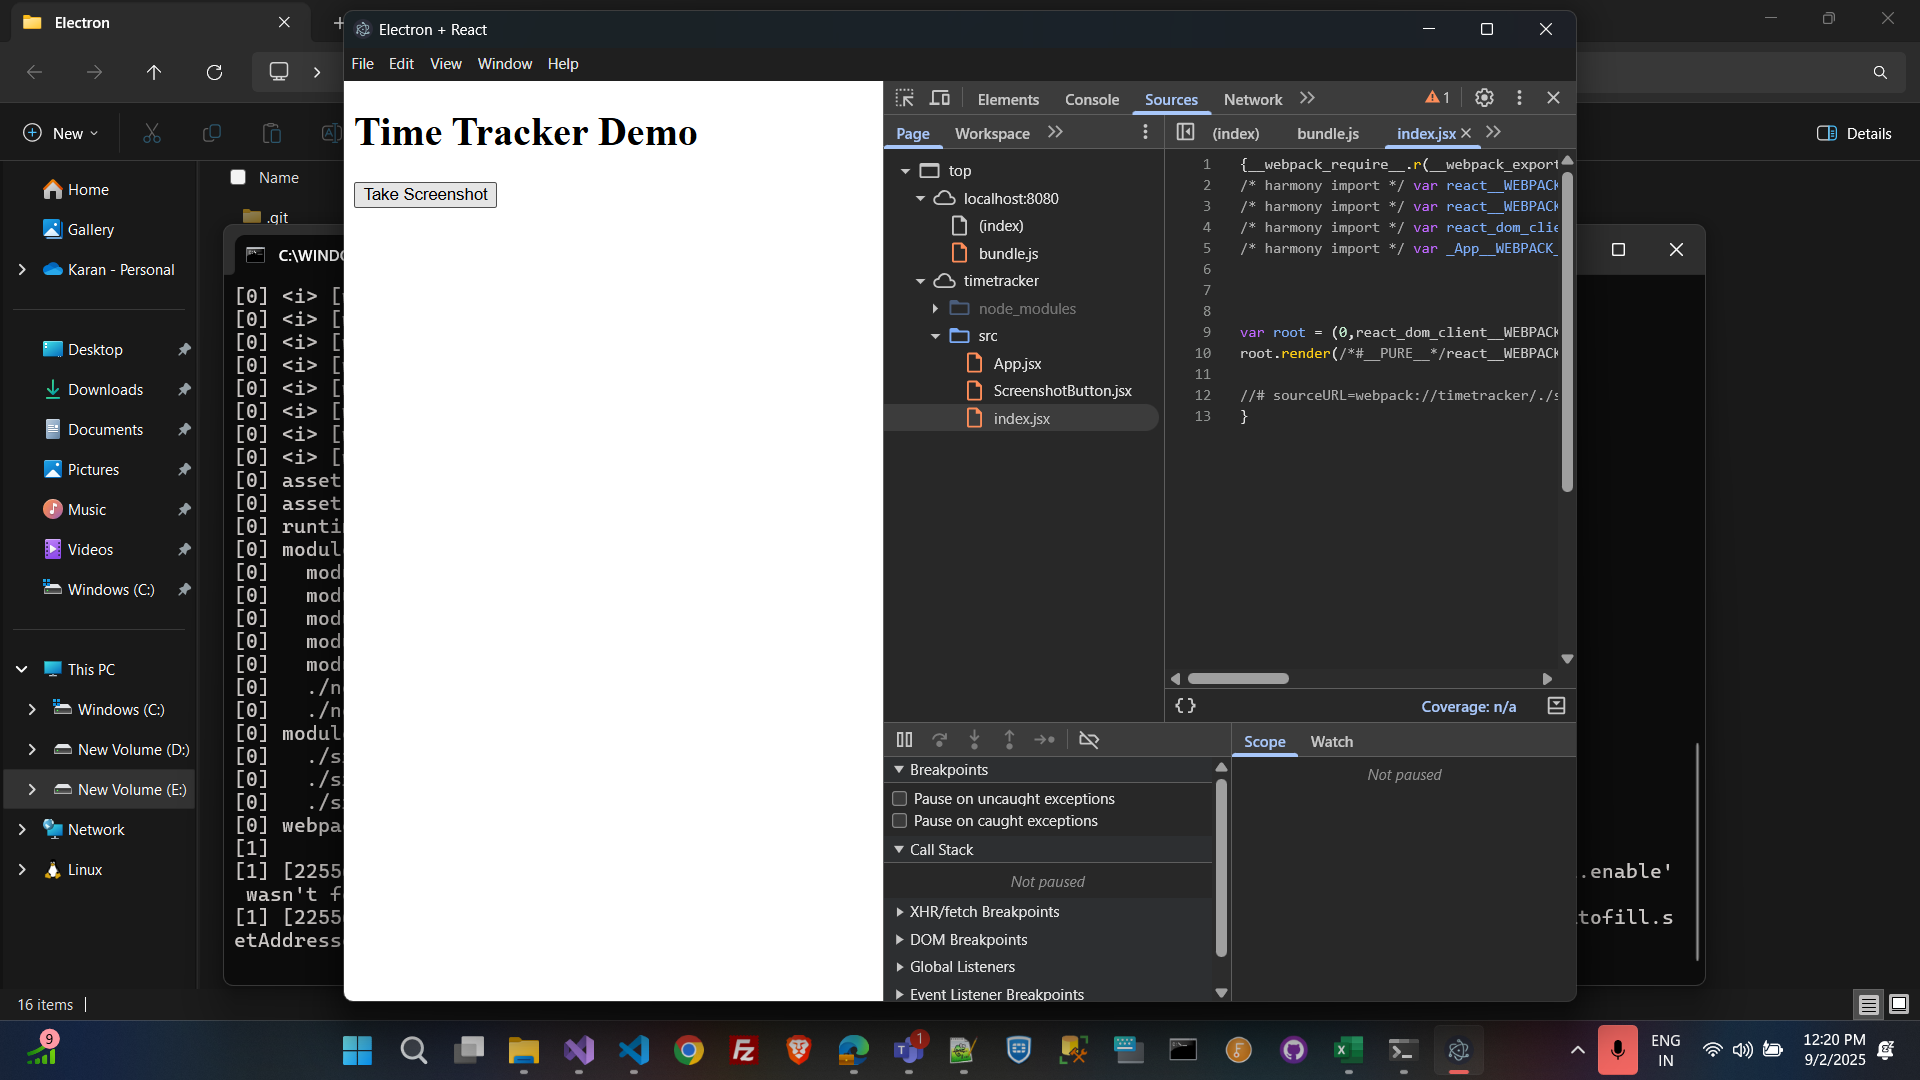 Electron
Electron + React
File Edit View Window Help
New
Details
Name
.git
Home
Gallery
Karan - Personal
Desktop
Downloads
Documents
Pictures
Music
Videos
Windows (C:)
This PC
Windows (C:)
New Volume (D:)
New Volume (E:)
Network
Linux
16 items
C:\WIND
[0] <i> [
[0] <i> [
[0] <i> [
[0] <i> [
[0] <i> [
[0] <i> [
[0] <i> [
[0] <i> [
[0] asset
[0] asset
[0] runti
[0] modul
[0] mod
[0] mod
[0] mod
[0] mod
[0] mod
[0] ./n
[0] ./n
[0] modul
[0] ./s
[0] ./s
[0] ./s
[0] webpa
[1]
[1] [2255
wasn't f
[1] [2255
etAddress
.enable'
tofill.s
Time Tracker Demo
Take Screenshot
Elements Console Sources Network
1
Page Workspace
(index) bundle.js index.jsx
top
localhost:8080
(index)
bundle.js
timetracker
node_modules
src
App.jsx
ScreenshotButton.jsx
index.jsx
1 {__webpack_require__.r(__webpack_export
2 /* harmony import */ var react__WEBPACK
3 /* harmony import */ var react__WEBPACK
4 /* harmony import */ var react_dom_clie
5 /* harmony import */ var _App__WEBPACK_
6
7
8
9 var root = (0,react_dom_client__WEBPACK
10 root.render(/*#__PURE__*/react__WEBPACK
11
12 //# sourceURL=webpack://timetracker/./s
13 }
{} Coverage: n/a
Breakpoints
Pause on uncaught exceptions
Pause on caught exceptions
Call Stack
Not paused
XHR/fetch Breakpoints
DOM Breakpoints
Global Listeners
Event Listener Breakpoints
Scope Watch
Not paused
9
1
ENG
IN
12:20 PM
9/2/2025